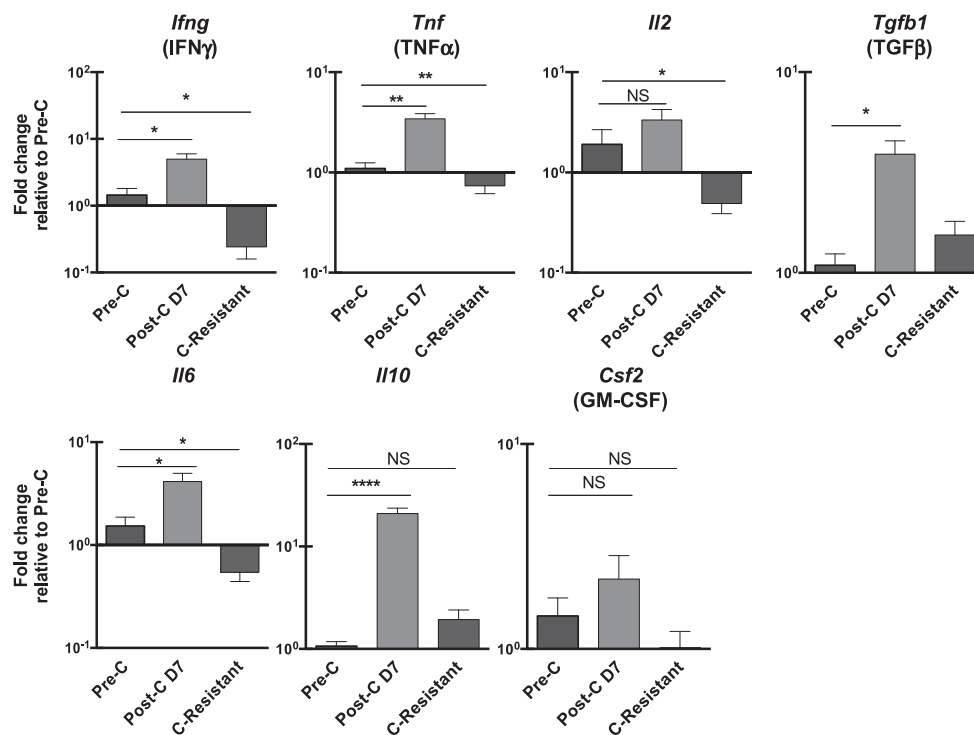 Ifng
(IFNγ)
Tnf
(TNFα)
Il2
Tgfb1
(TGFβ)
Fold change
relative to Pre-C
10²
10¹
10⁰
10⁻¹
*
*
Pre-C
Post-C D7
C-Resistant
10¹
10⁰
10⁻¹
**
**
Pre-C
Post-C D7
C-Resistant
10¹
10⁰
10⁻¹
*
NS
Pre-C
Post-C D7
C-Resistant
10¹
10⁰
*
Pre-C
Post-C D7
C-Resistant
Il6
Il10
Csf2
(GM-CSF)
Fold change
relative to Pre-C
10¹
10⁰
10⁻¹
*
*
Pre-C
Post-C D7
C-Resistant
10²
10¹
10⁰
NS
****
Pre-C
Post-C D7
C-Resistant
10¹
10⁰
NS
NS
Pre-C
Post-C D7
C-Resistant